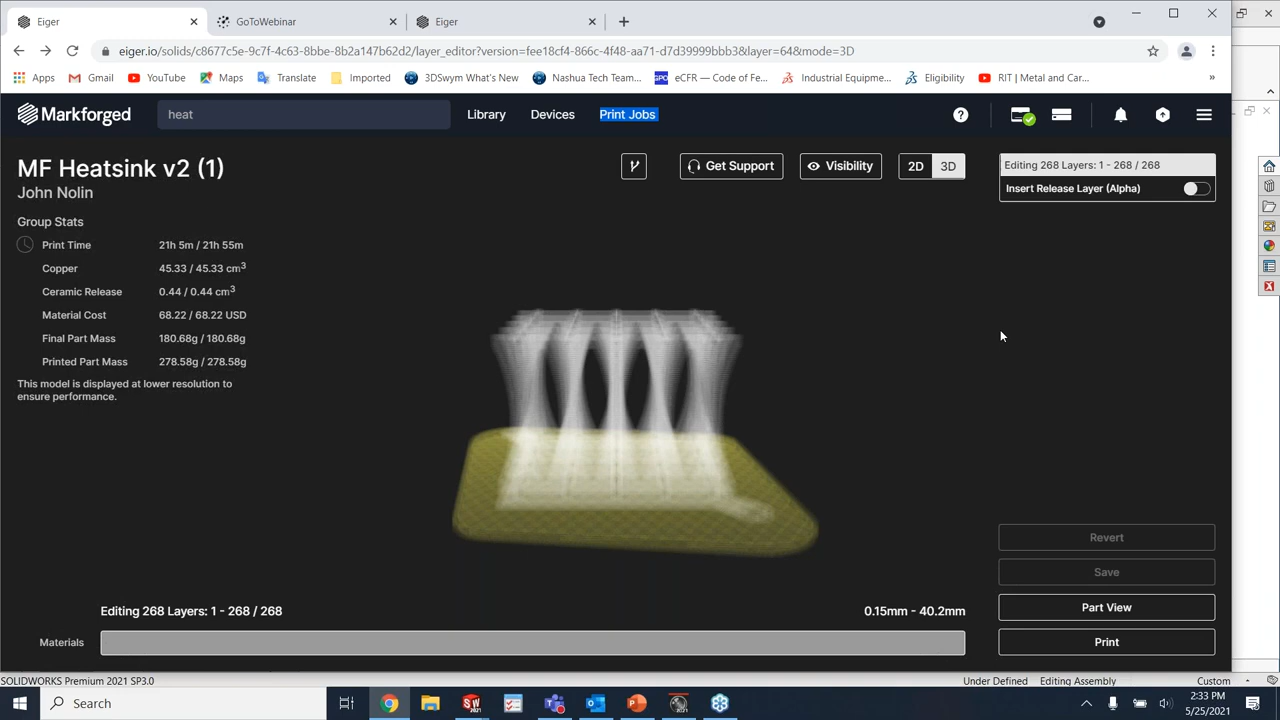 Eiger
GoToWebinar
Eiger
eiger.io/solids/c8677c5e-9c7f-4c63-8bbe-8b2a147b62d2/layer_editor?version=fee18cf4-866c-4f48-aa71-d7d39999bbb3&layer=64&mode=3D
Apps
Gmail
YouTube
Maps
Translate
Imported
3DSwym What's New
Nashua Tech Team...
eCFR — Code of Fe...
Industrial Equipme...
Eligibility
RIT | Metal and Car...
Markforged
heat
Library
Devices
Print Jobs
MF Heatsink v2 (1)
John Nolin
Get Support
Visibility
2D
3D
Editing 268 Layers: 1 - 268 / 268
Insert Release Layer (Alpha)
Group Stats
Print Time 21h 5m / 21h 55m
Copper 45.33 / 45.33 cm3
Ceramic Release 0.44 / 0.44 cm3
Material Cost 68.22 / 68.22 USD
Final Part Mass 180.68g / 180.68g
Printed Part Mass 278.58g / 278.58g
This model is displayed at lower resolution to
ensure performance.
Revert
Save
Part View
Print
Editing 268 Layers: 1 - 268 / 268
0.15mm - 40.2mm
Materials
SOLIDWORKS Premium 2021 SP3.0
Under Defined
Editing Assembly
Custom
Search
2:33 PM
5/25/2021